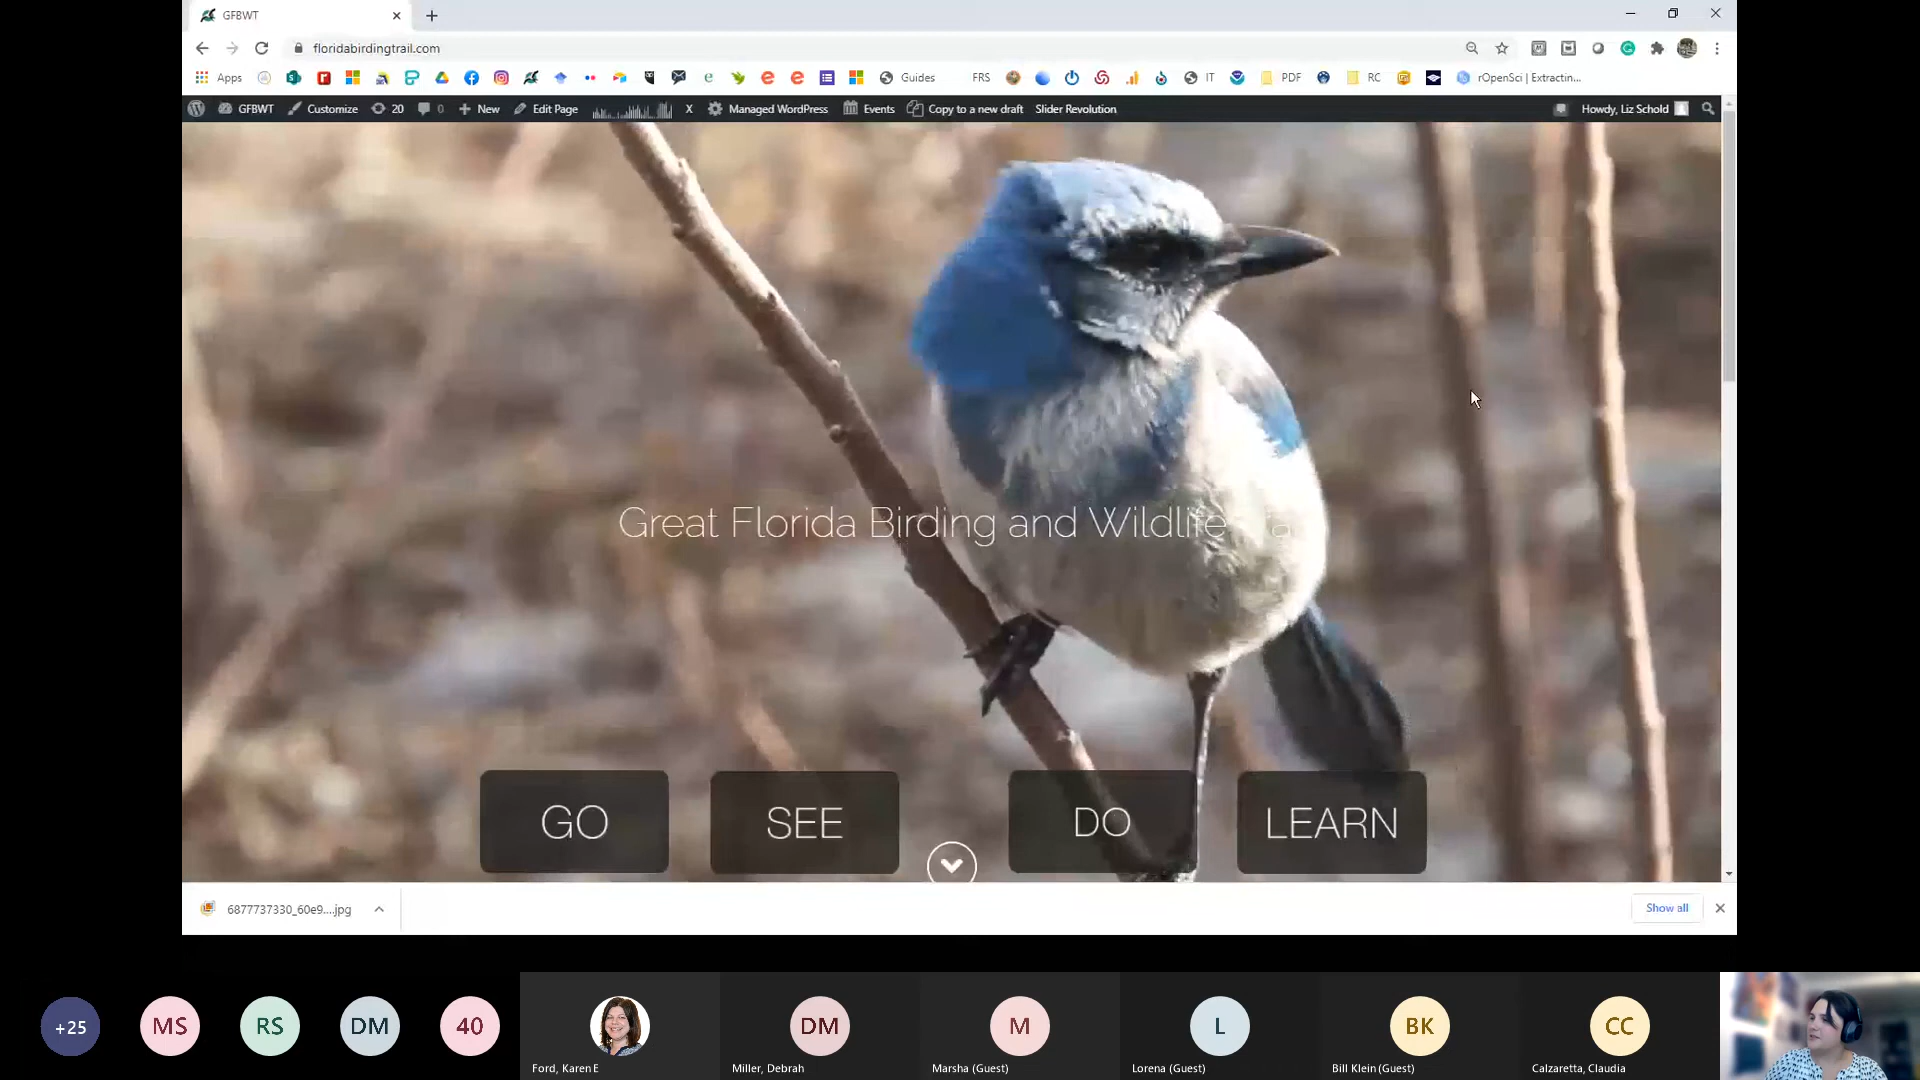 GFBWT
floridabirdingtrail.com
Apps Guides FRS IT PDF RC rOpenSci | Extractin...
GFBWT Customize 20 0 New Edit Page X Managed WordPress Events Copy to a new draft Slider Revolution Howdy, Liz Schold
Great Florida Birding and Wildlife
GO SEE DO LEARN
6877737330_60e9....jpg Show all
+25 MS RS DM 40 DM M L BK CC
Ford, Karen E Miller, Debrah Marsha (Guest) Lorena (Guest) Bill Klein (Guest) Calzaretta, Claudia